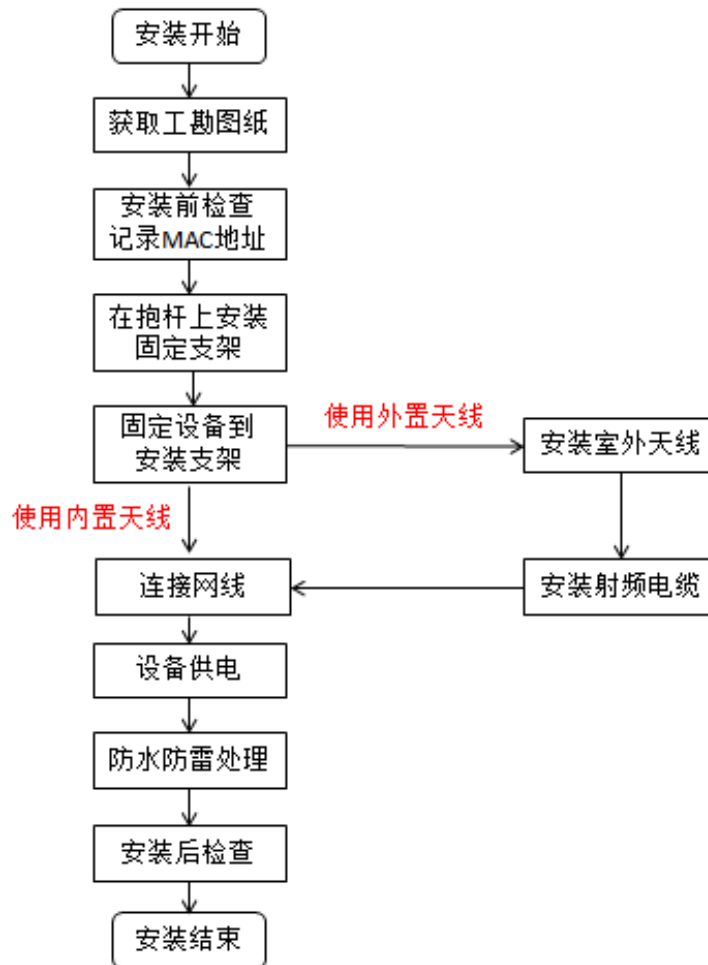 安装开始
获取工勘图纸
安装前检查
记录MAC地址
在抱杆上安装
固定支架
固定设备到
安装支架
使用外置天线
安装室外天线
使用内置天线
连接网线
安装射频电缆
设备供电
防水防雷处理
安装后检查
安装结束